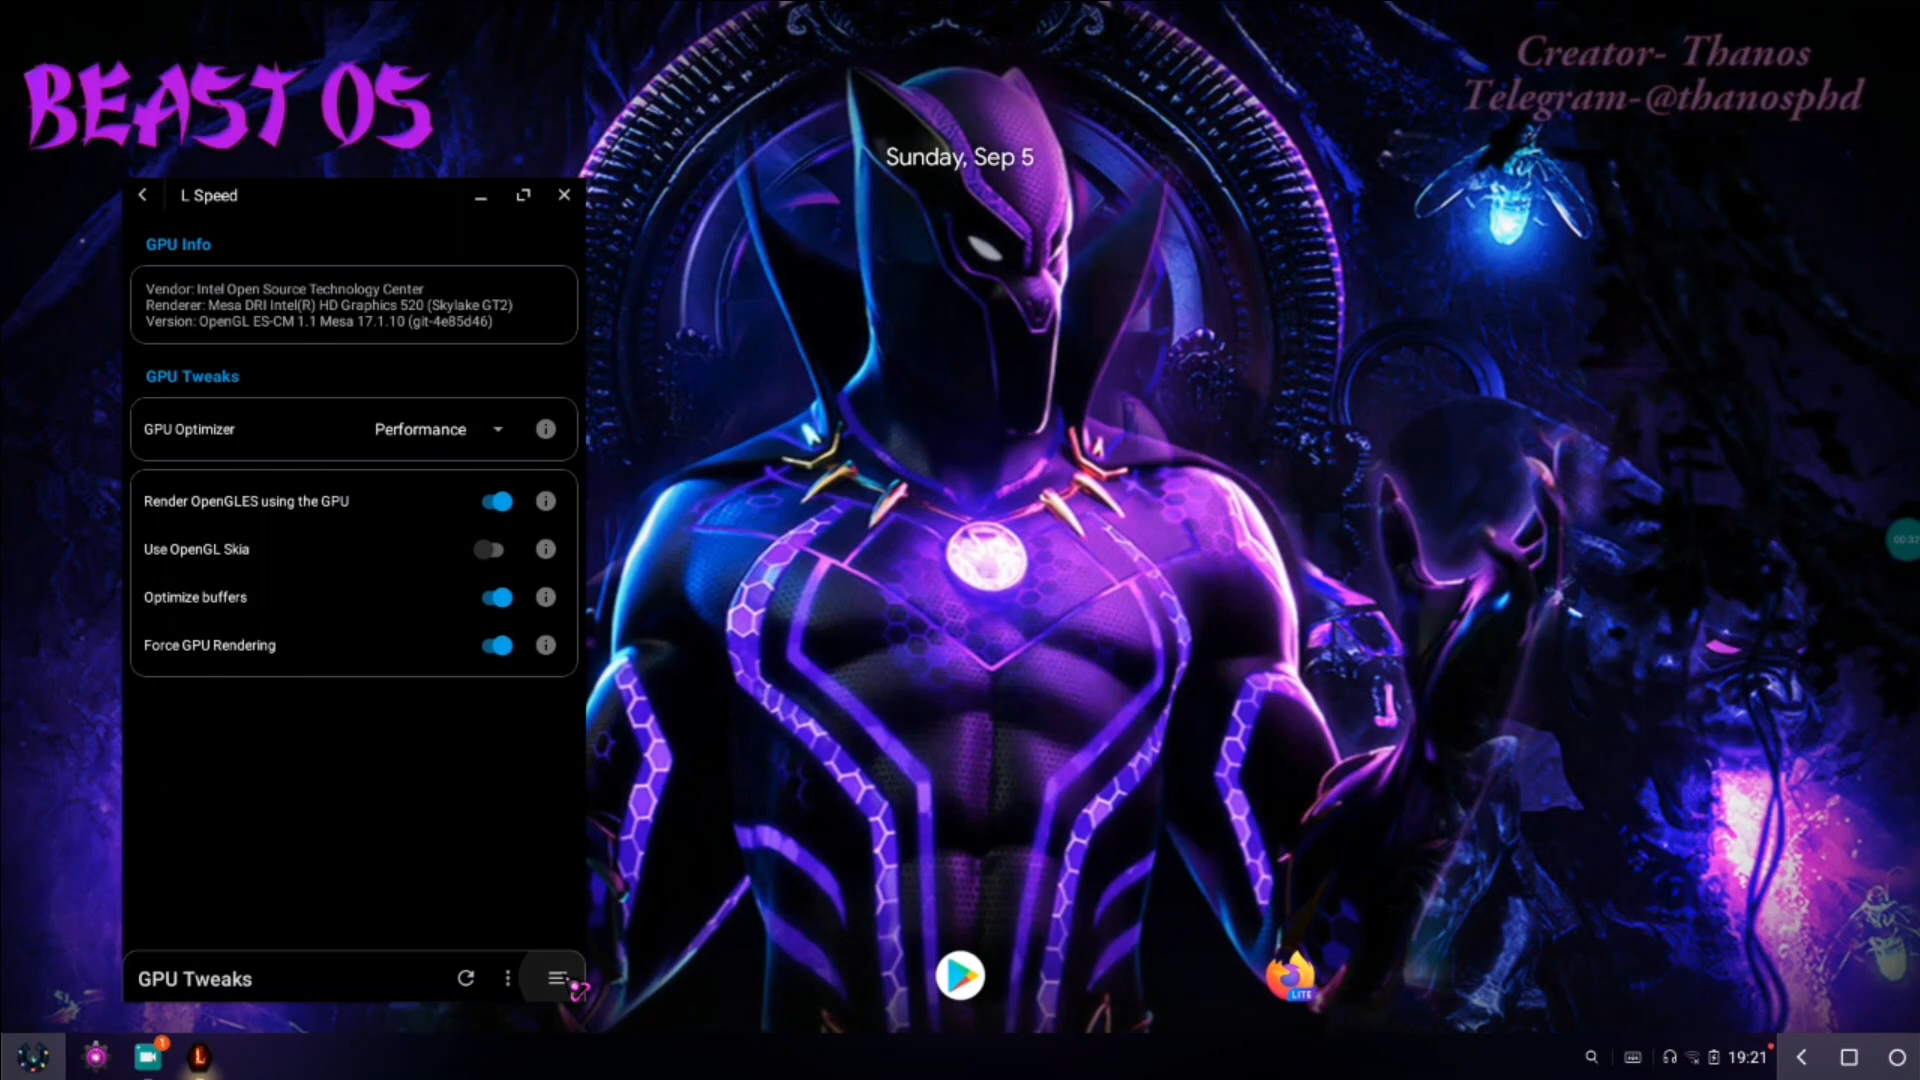 BEAST OS
Creator- Thanos
Telegram-@thanosphd
Sunday, Sep 5
L Speed
GPU Info
Vendor: Intel Open Source Technology Center
Renderer: Mesa DRI Intel(R) HD Graphics 520 (Skylake GT2)
Version: OpenGL ES-CM 1.1 Mesa 17.1.10 (git-4e85d46)
GPU Tweaks
GPU Optimizer Performance
Render OpenGLES using the GPU
Use OpenGL Skia
Optimize buffers
Force GPU Rendering
00:37
GPU Tweaks
LITE
1
L
19:21